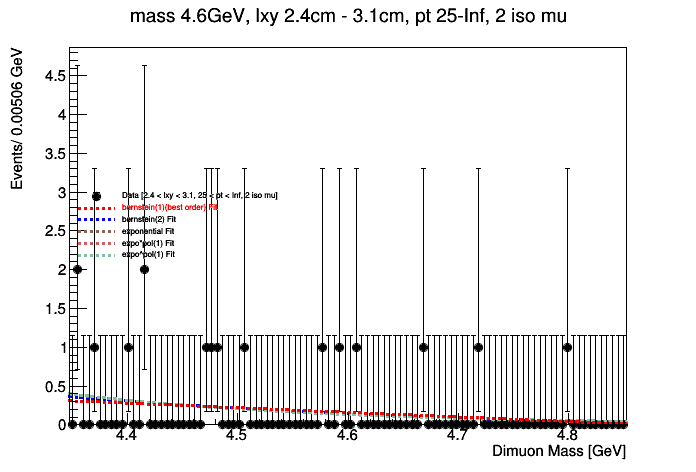 mass 4.6GeV, lxy 2.4cm - 3.1cm, pt 25-Inf, 2 iso mu
Events/ 0.00506 GeV
4.5
4
3.5
3
2.5
2
1.5
1
0.5
0
Data [2.4 < lxy < 3.1, 25 < pt < Inf, 2 iso mu]
bernstein(1)(best order) Fit
bernstein(2) Fit
exponential Fit
expo*pol(1) Fit
expo*pol(1) Fit
4.4 4.5 4.6 4.7 4.8
Dimuon Mass [GeV]